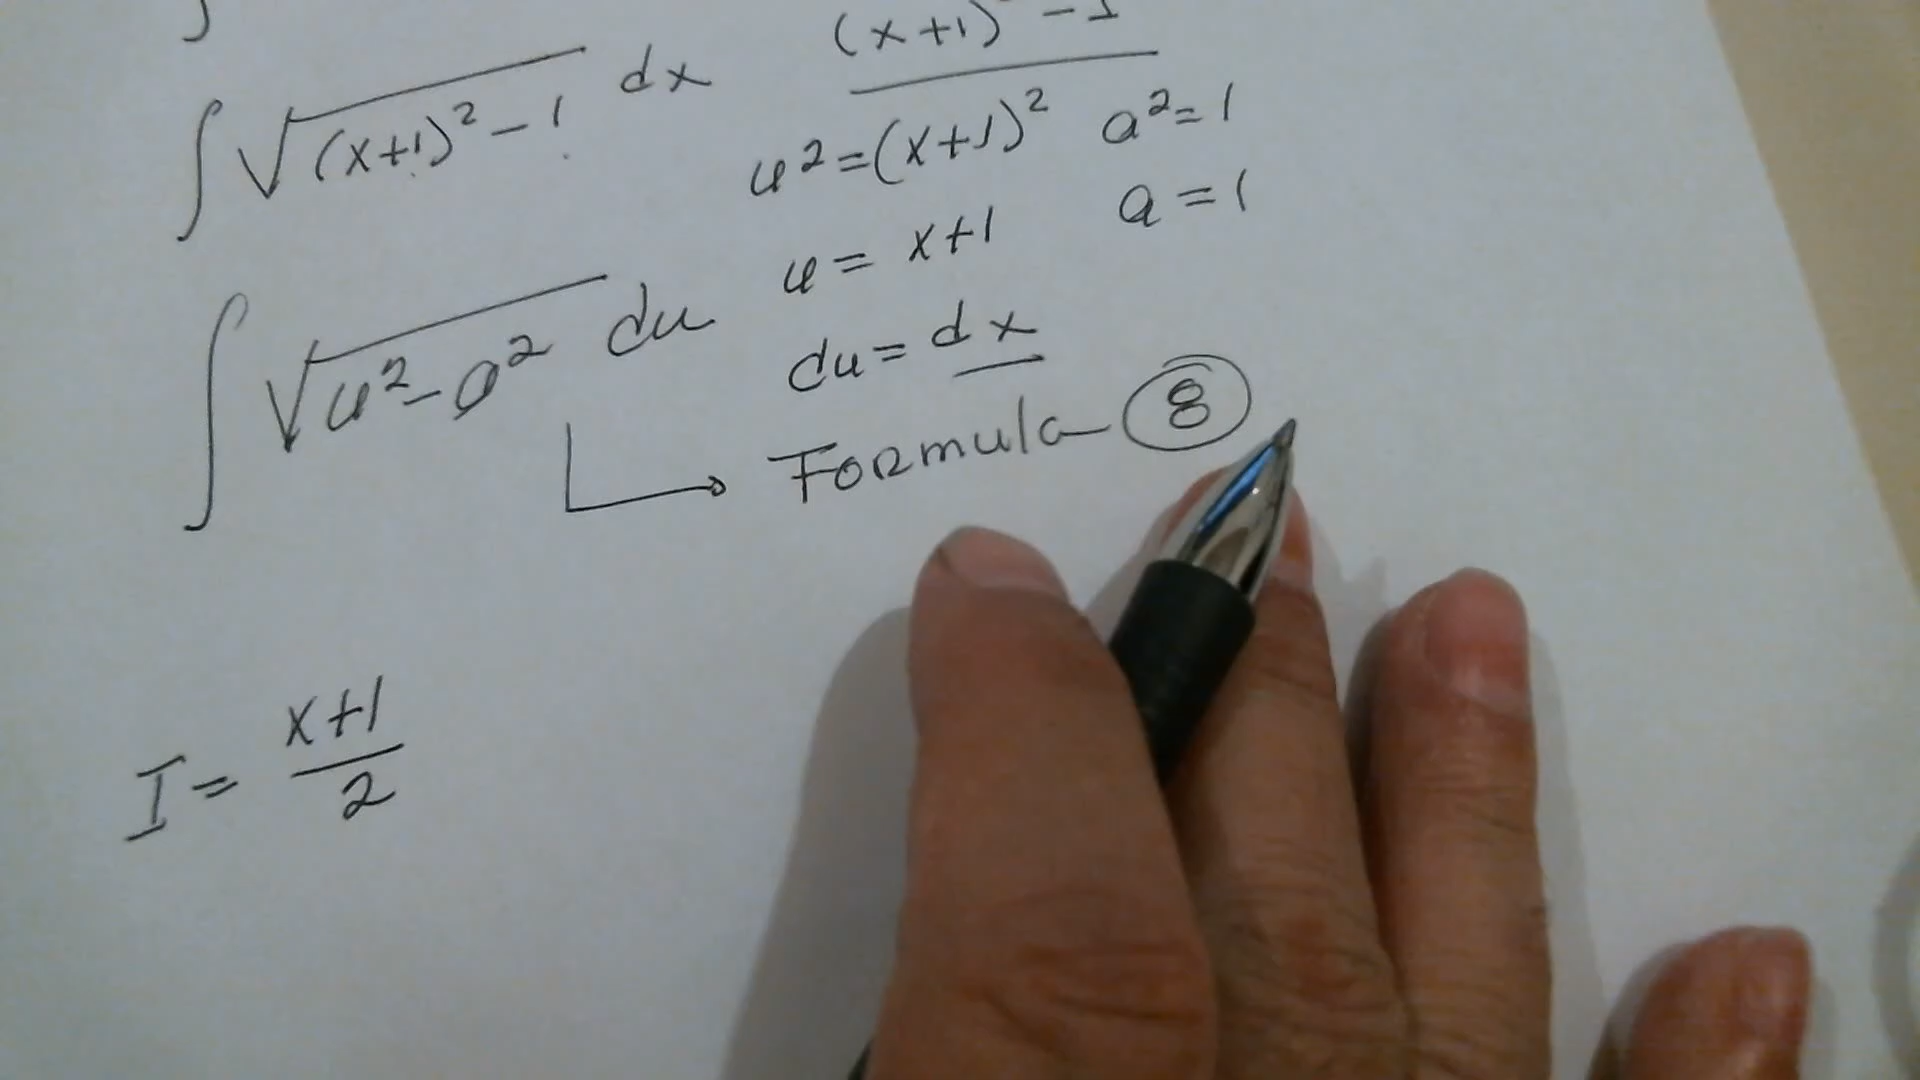 ∫ √((x+1)² - 1) dx
(x+1)² - 1
u² = (x+1)² a² = 1
u = x+1 a = 1
∫ √(u² - a²) du
du = dx
Formula 8
I = (x+1)/2